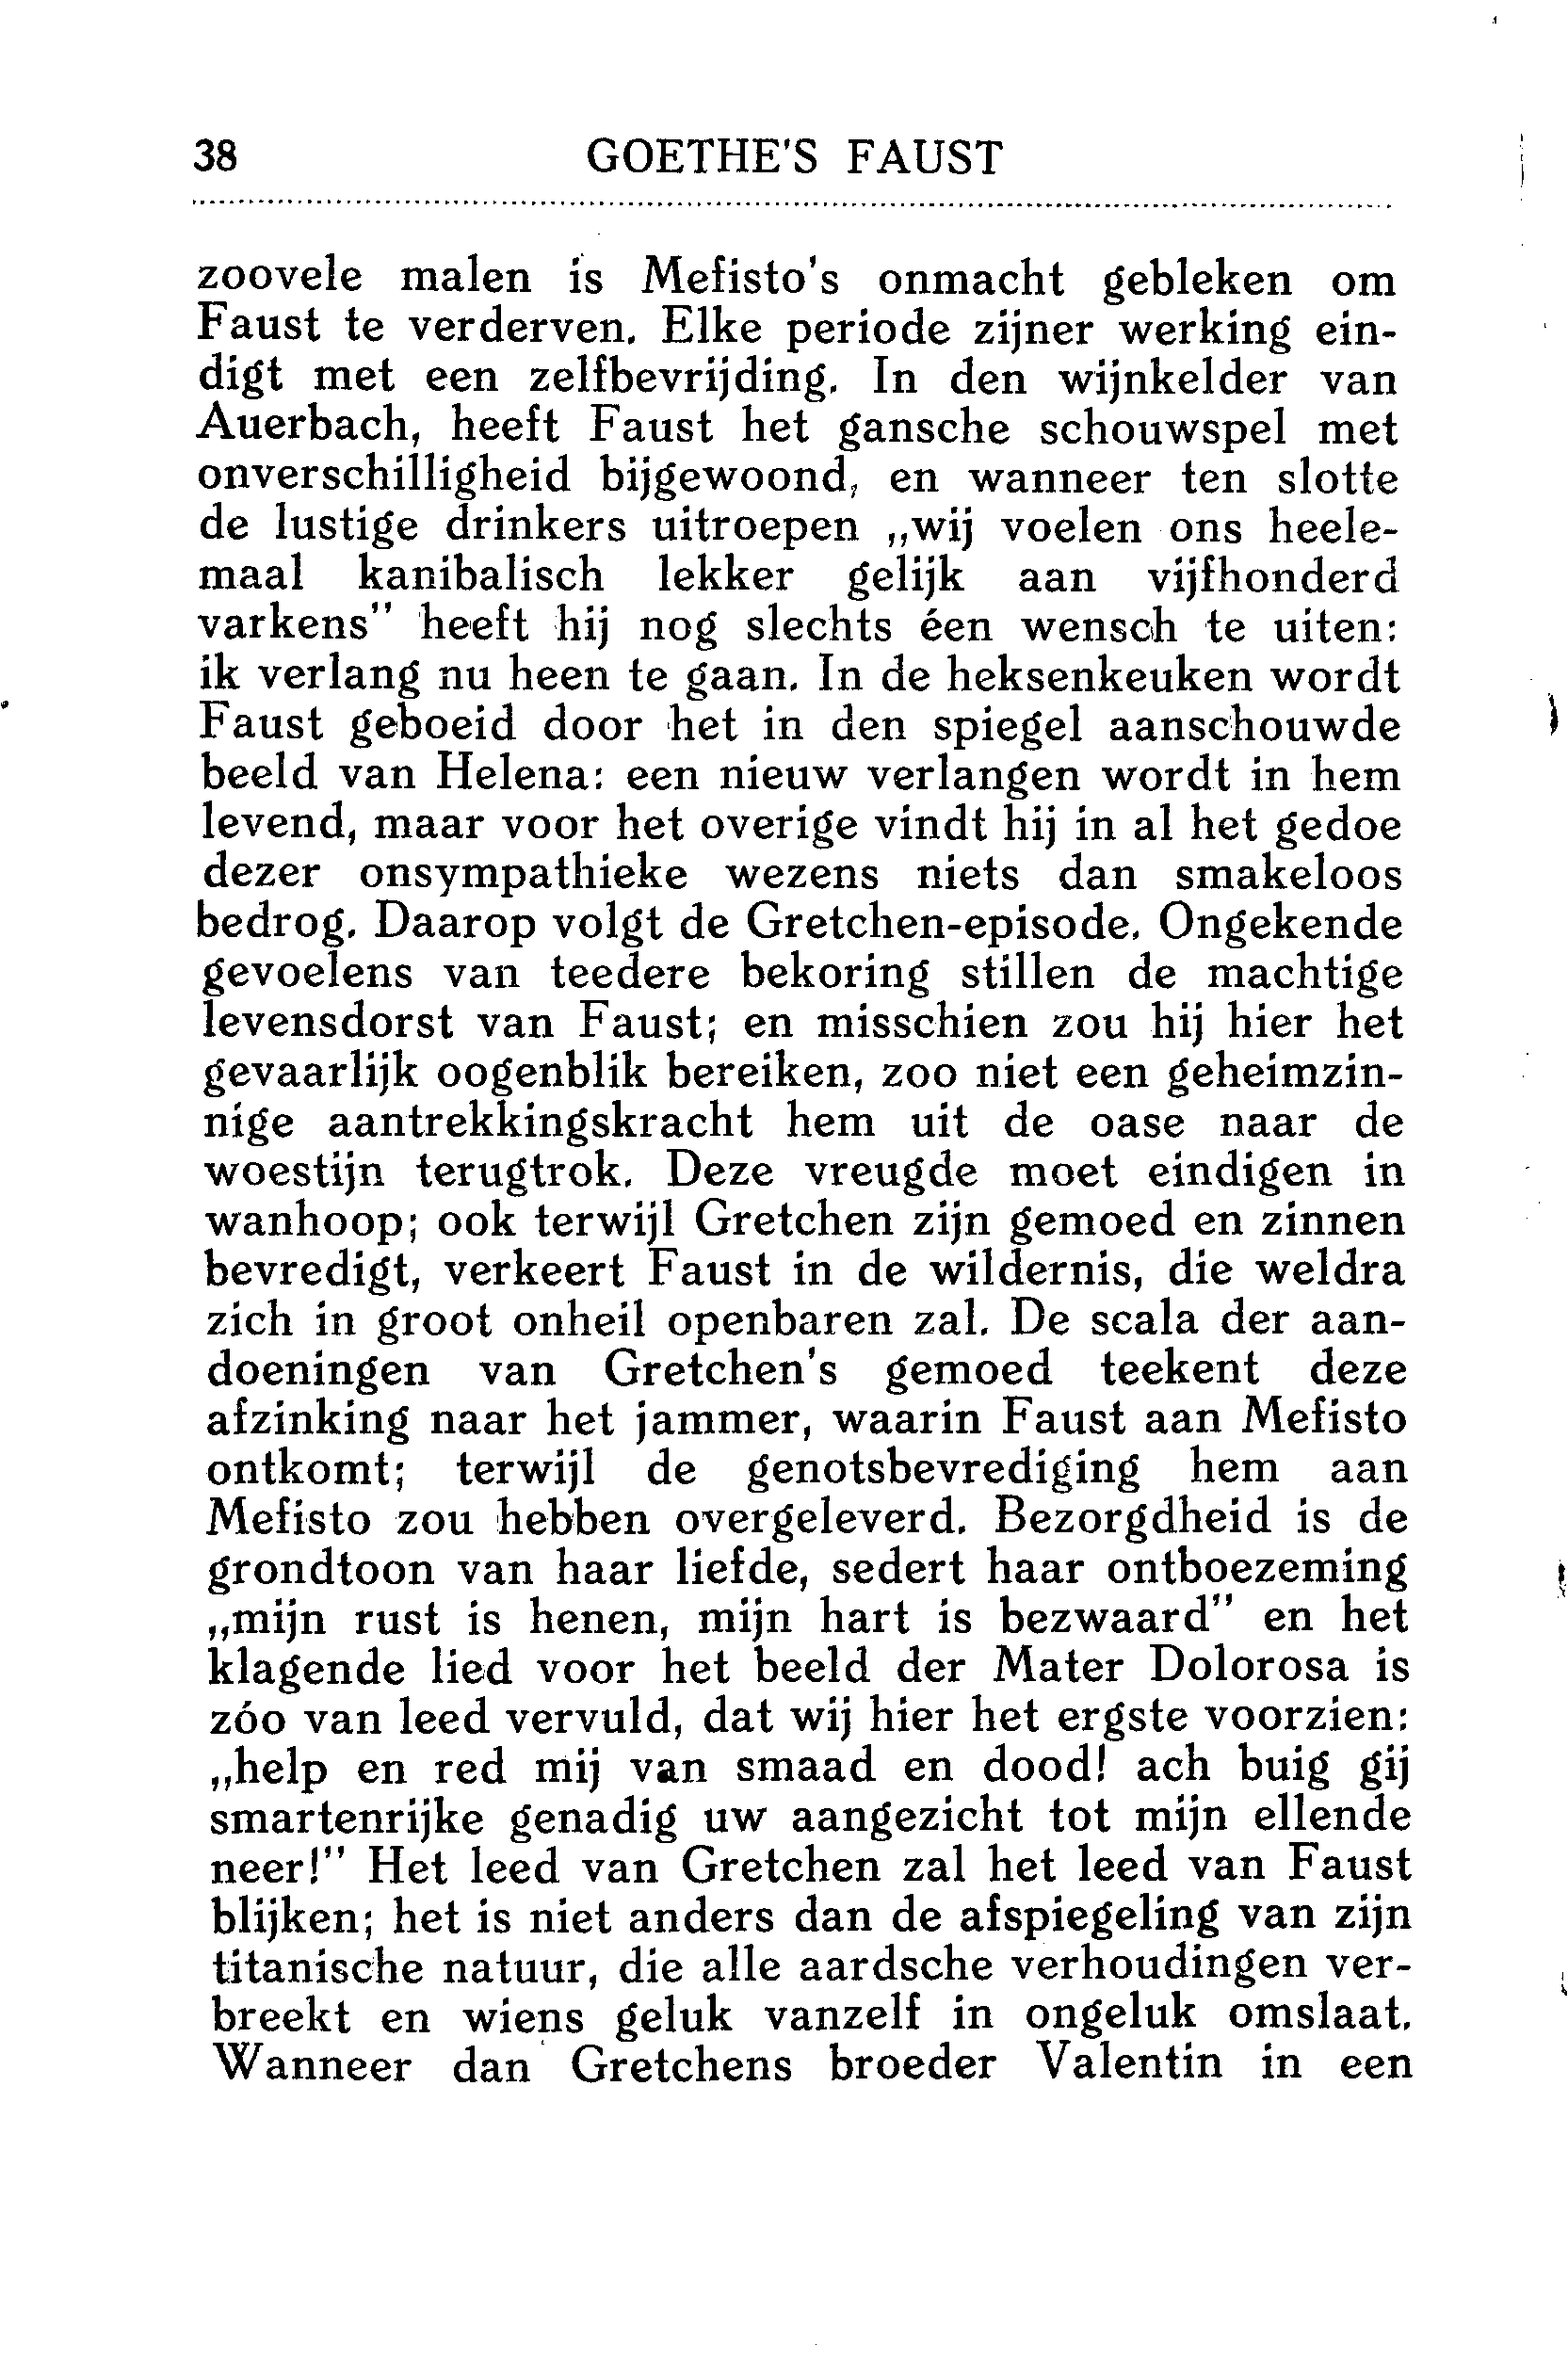 38 GOETHE'S FAUST
zoovele malen is Mefisto's onmacht gebleken om
Faust te verderven. Elke periode zijner werking ein-
digt met een zelfbevrijding. In den wijnkelder van
Auerbach, heeft Faust het gansche schouwspel met
onverschilligheid bijgewoond, en wanneer ten slotte
de lustige drinkers uitroepen „wij voelen ons heele-
maal kanibalisch lekker gelijk aan vijfhonderd
varkens” heeft hij nog slechts éen wensch te uiten:
ik verlang nu heen te gaan. In de heksenkeuken wordt
Faust geboeid door het in den spiegel aanschouwde
beeld van Helena: een nieuw verlangen wordt in hem
levend, maar voor het overige vindt hij in al het gedoe
dezer onsympathieke wezens niets dan smakeloos
bedrog. Daarop volgt de Gretchen-episode. Ongekende
gevoelens van teedere bekoring stillen de machtige
levensdorst van Faust; en misschien zou hij hier het
gevaarlijk oogenblik bereiken, zoo niet een geheimzin-
nige aantrekkingskracht hem uit de oase naar de
woestijn terugtrok. Deze vreugde moet eindigen in
wanhoop; ook terwijl Gretchen zijn gemoed en zinnen
bevredigt, verkeert Faust in de wildernis, die weldra
zich in groot onheil openbaren zal. De scala der aan-
doeningen van Gretchen's gemoed teekent deze
afzinking naar het jammer, waarin Faust aan Mefisto
ontkomt; terwijl de genotsbevrediging hem aan
Mefisto zou hebben overgeleverd. Bezorgdheid is de
grondtoon van haar liefde, sedert haar ontboezeming
„mijn rust is henen, mijn hart is bezwaard” en het
klagende lied voor het beeld der Mater Dolorosa is
zóo van leed vervuld, dat wij hier het ergste voorzien:
„help en red mij van smaad en dood! ach buig gij
smartenrijke genadig uw aangezicht tot mijn ellende
neer!” Het leed van Gretchen zal het leed van Faust
blijken; het is niet anders dan de afspiegeling van zijn
titanische natuur, die alle aardsche verhoudingen ver-
breekt en wiens geluk vanzelf in ongeluk omslaat.
Wanneer dan Gretchens broeder Valentin in een